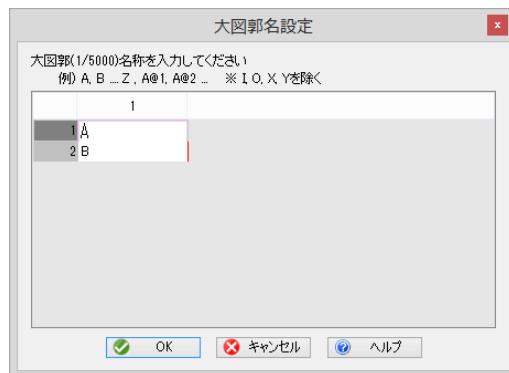 大図郭名設定
x
大図郭(1/5000)名称を入力してください
例) A, B ... Z , A@1, A@2 ... ※ I, O, X, Yを除く
1
1 A
2 B
OK キャンセル ヘルプ